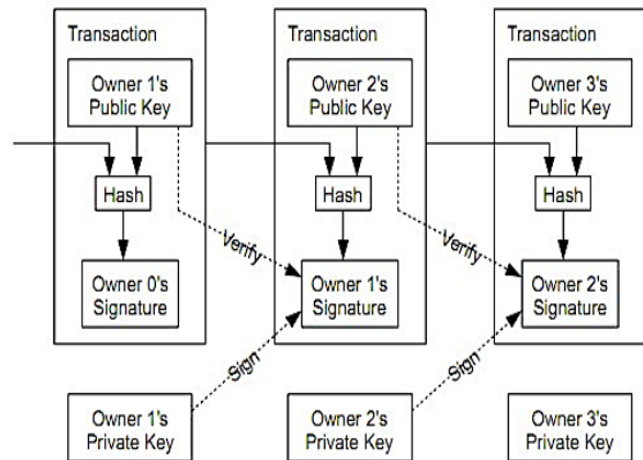 Transaction
Owner 1's
Public Key
Hash
Owner 0's
Signature
Transaction
Owner 2's
Public Key
Hash
Verify
Owner 1's
Signature
Sign
Transaction
Owner 3's
Public Key
Hash
Verify
Owner 2's
Signature
Sign
Owner 1's
Private Key
Owner 2's
Private Key
Owner 3's
Private Key